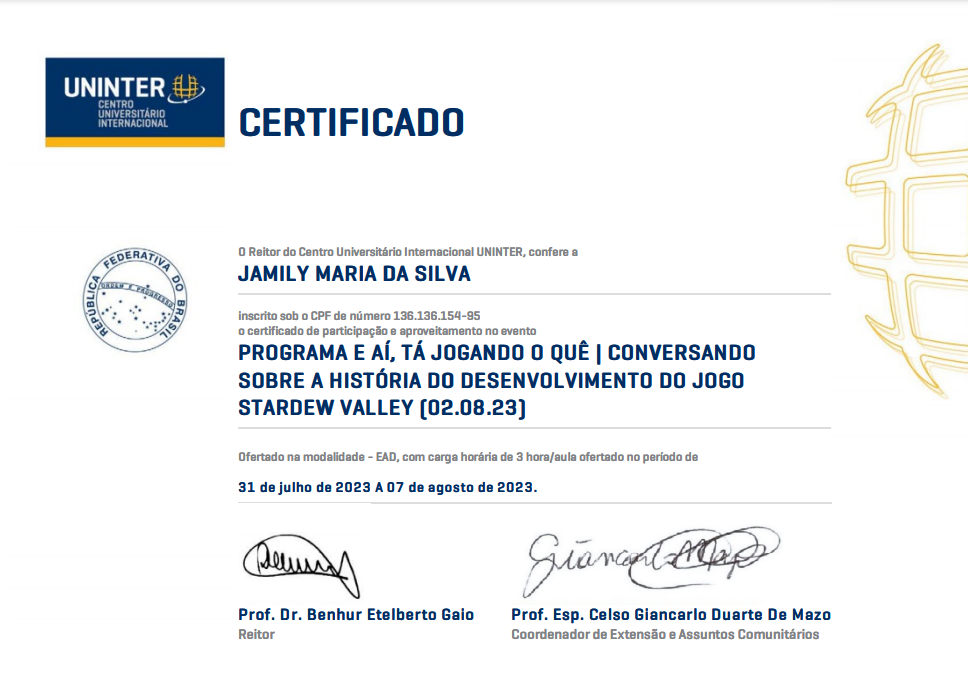 UNINTER
CENTRO
UNIVERSITÁRIO
INTERNACIONAL
CERTIFICADO
REPÚBLICA FEDERATIVA DO BRASIL
ORDEM E PROGRESSO
O Reitor do Centro Universitário Internacional UNINTER, confere a
JAMILY MARIA DA SILVA
inscrito sob o CPF de número 136.136.154-95
o certificado de participação e aproveitamento no evento
PROGRAMA E AÍ, TÁ JOGANDO O QUÊ | CONVERSANDO
SOBRE A HISTÓRIA DO DESENVOLVIMENTO DO JOGO
STARDEW VALLEY (02.08.23)
Ofertado na modalidade - EAD, com carga horária de 3 hora/aula ofertado no período de
31 de julho de 2023 A 07 de agosto de 2023.
Prof. Dr. Benhur Etelberto Gaio
Reitor
Prof. Esp. Celso Giancarlo Duarte De Mazo
Coordenador de Extensão e Assuntos Comunitários